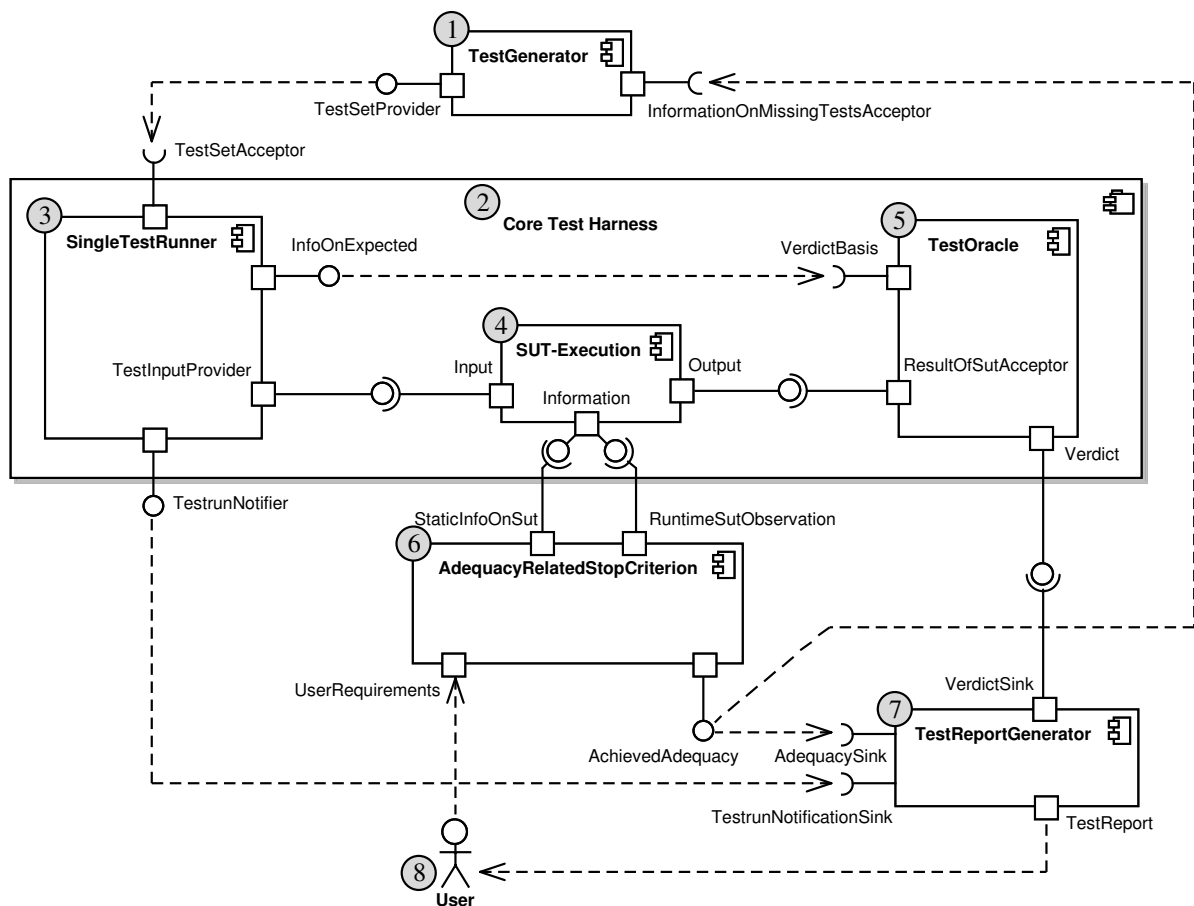 1
TestGenerator
TestSetProvider
InformationOnMissingTestsAcceptor
TestSetAcceptor
2
Core Test Harness
3
SingleTestRunner
InfoOnExpected
VerdictBasis
5
TestOracle
4
SUT-Execution
TestInputProvider
Input
Output
ResultOfSutAcceptor
Information
Verdict
TestrunNotifier
StaticInfoOnSut
RuntimeSutObservation
6
AdequacyRelatedStopCriterion
UserRequirements
VerdictSink
7
TestReportGenerator
AchievedAdequacy
AdequacySink
TestrunNotificationSink
TestReport
8
User